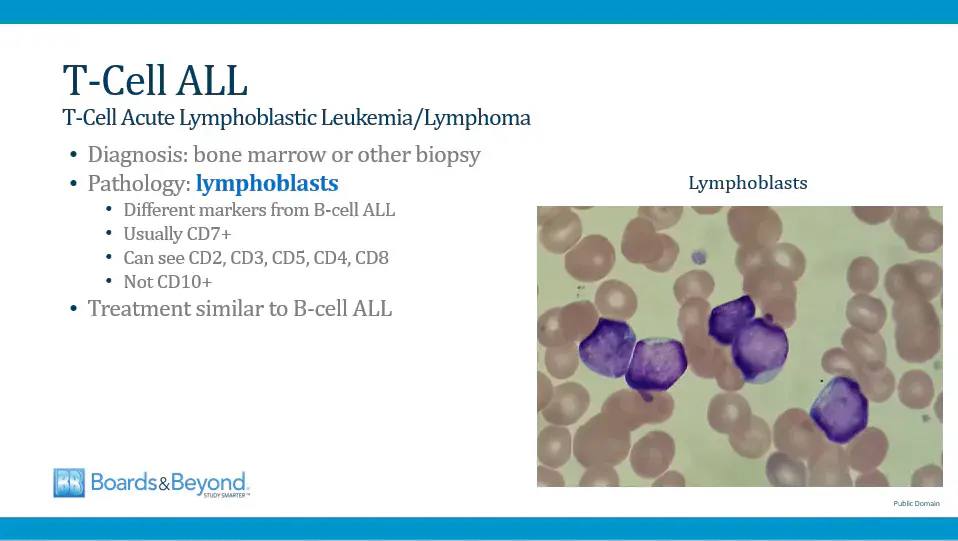 T-Cell ALL
T-Cell Acute Lymphoblastic Leukemia/Lymphoma
• Diagnosis: bone marrow or other biopsy
• Pathology: lymphoblasts
• Different markers from B-cell ALL
• Usually CD7+
• Can see CD2, CD3, CD5, CD4, CD8
• Not CD10+
• Treatment similar to B-cell ALL
Lymphoblasts
BB Boards&Beyond.
STUDY SMARTER ™
Public Domain